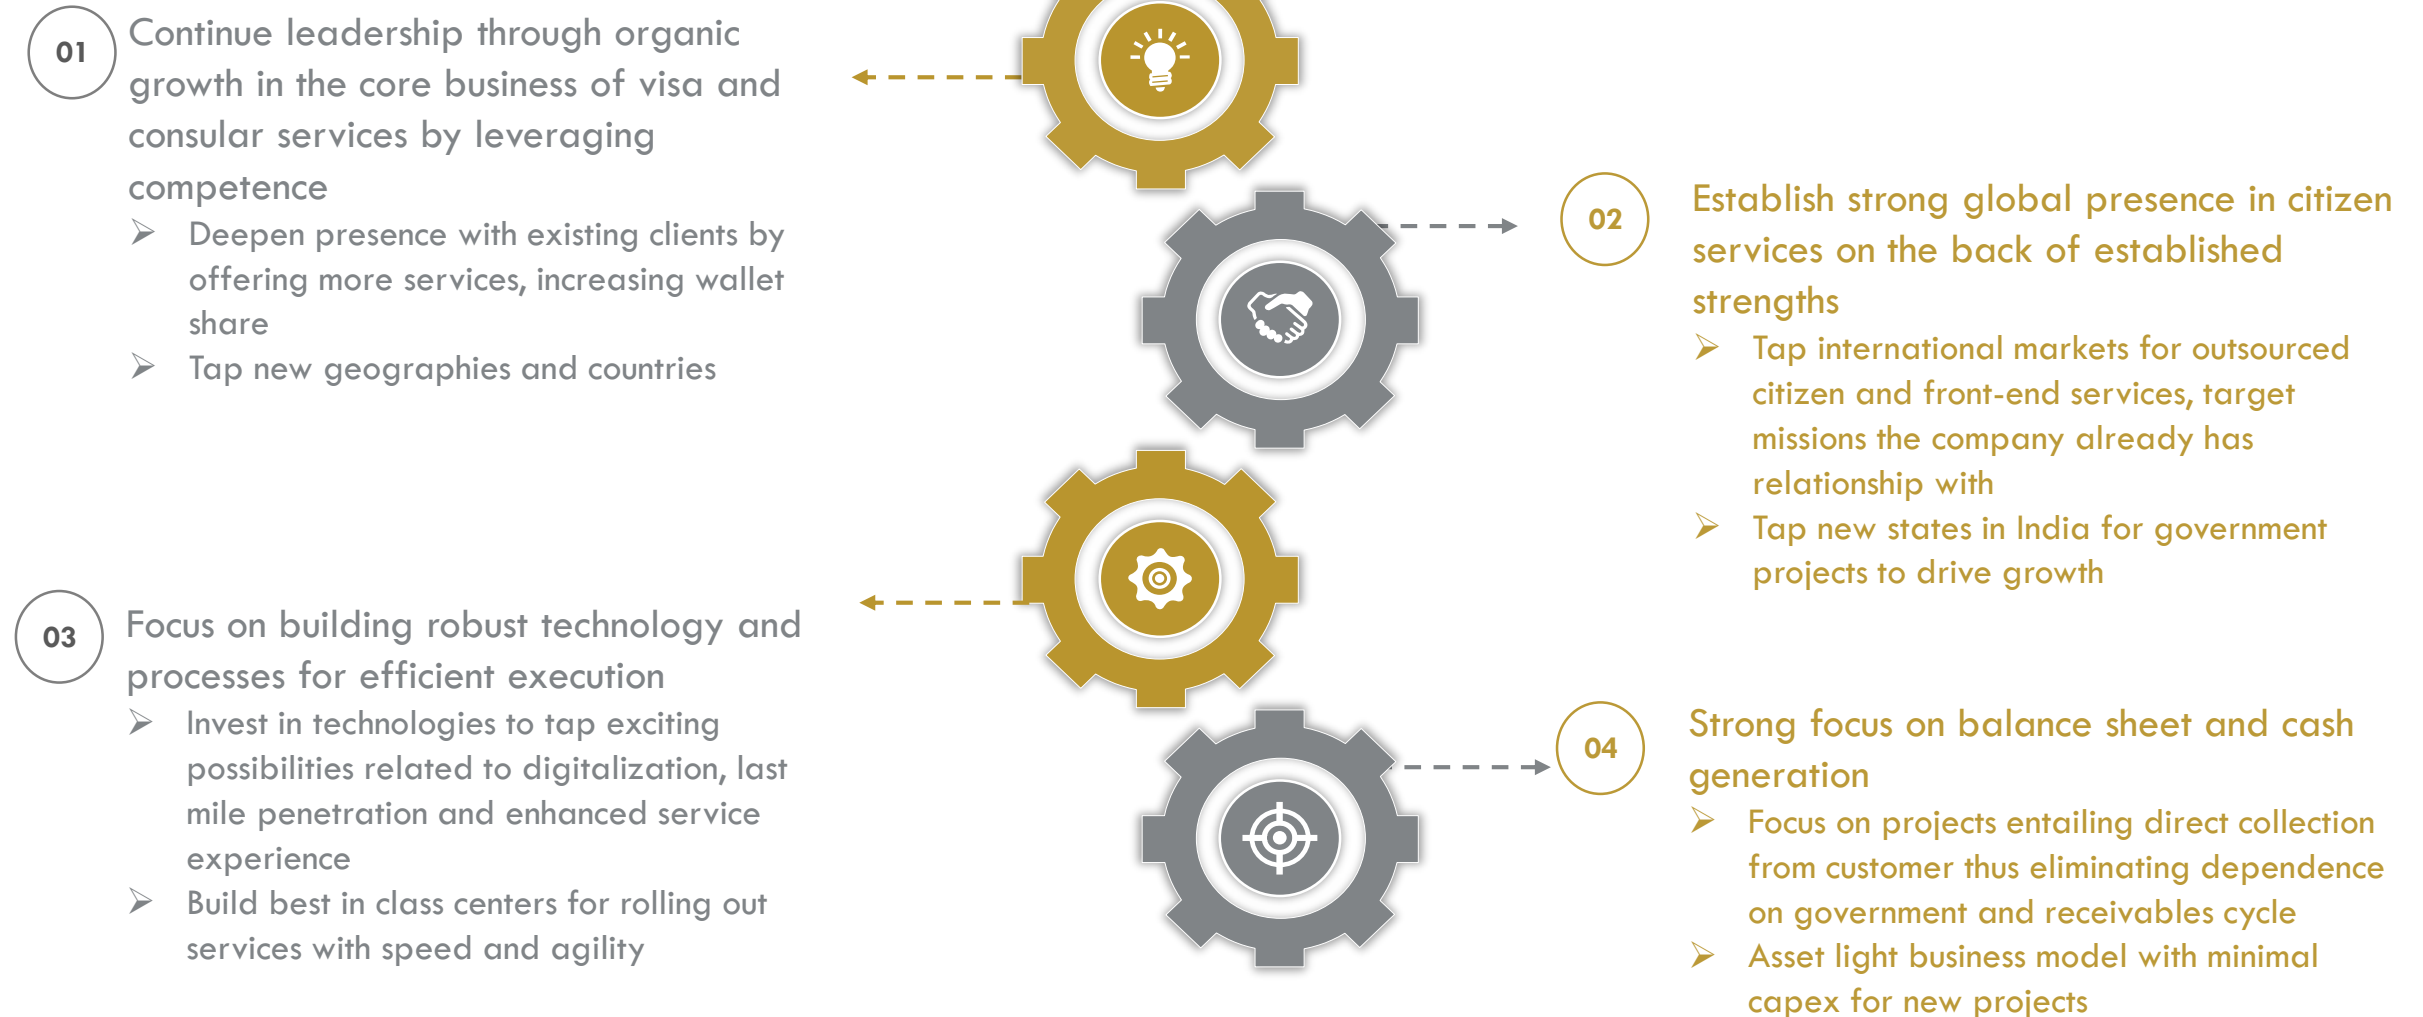 01
Continue leadership through organic
growth in the core business of visa and
consular services by leveraging
competence
➢ Deepen presence with existing clients by
offering more services, increasing wallet
share
➢ Tap new geographies and countries
02
Establish strong global presence in citizen
services on the back of established
strengths
➢ Tap international markets for outsourced
citizen and front-end services, target
missions the company already has
relationship with
➢ Tap new states in India for government
projects to drive growth
03
Focus on building robust technology and
processes for efficient execution
➢ Invest in technologies to tap exciting
possibilities related to digitalization, last
mile penetration and enhanced service
experience
➢ Build best in class centers for rolling out
services with speed and agility
04
Strong focus on balance sheet and cash
generation
➢ Focus on projects entailing direct collection
from customer thus eliminating dependence
on government and receivables cycle
➢ Asset light business model with minimal
capex for new projects